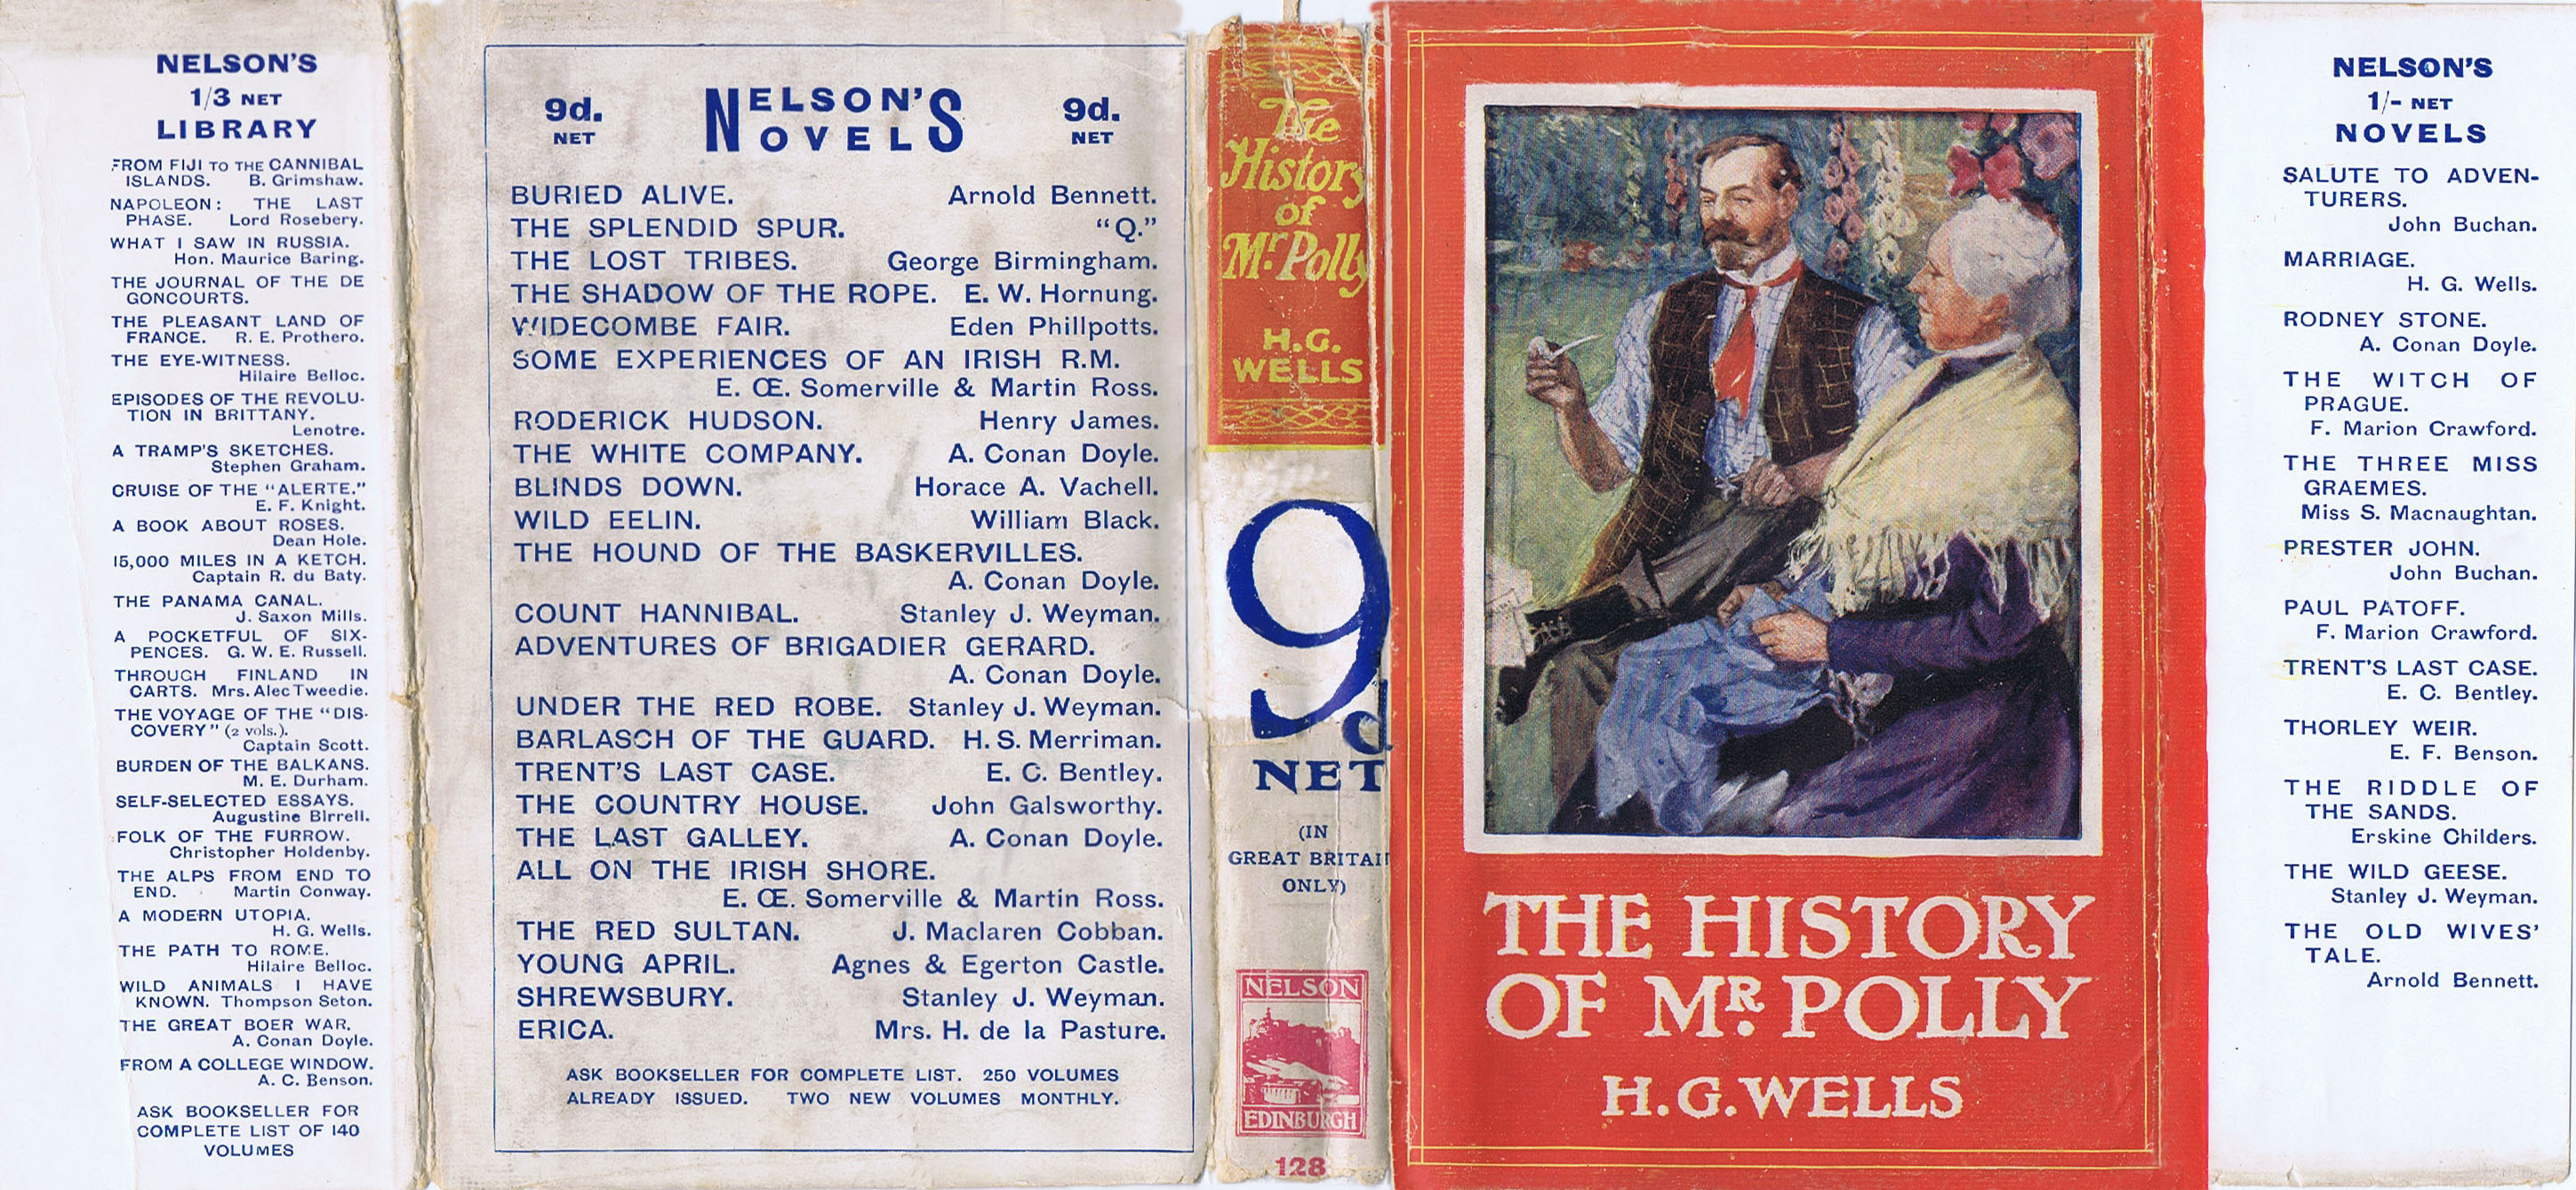 NELSON'S
1/3 NET
LIBRARY
FROM FIJI TO THE CANNIBAL
ISLANDS. B. Grimshaw.
NAPOLEON: THE LAST
PHASE. Lord Rosebery.
WHAT I SAW IN RUSSIA.
Hon. Maurice Baring.
THE JOURNAL OF THE DE
GONCOURTS.
THE PLEASANT LAND OF
FRANCE. R. E. Prothero.
THE EYE-WITNESS.
Hilaire Belloc.
EPISODES OF THE REVOLU-
TION IN BRITTANY.
Lenotre.
A TRAMP'S SKETCHES.
Stephen Graham.
CRUISE OF THE "ALERTE."
E. F. Knight.
A BOOK ABOUT ROSES.
Dean Hole.
15,000 MILES IN A KETCH.
Captain R. du Baty.
THE PANAMA CANAL.
J. Saxon Mills.
A POCKETFUL OF SIX-
PENCES. G. W. E. Russell.
THROUGH FINLAND IN
CARTS. Mrs. Alec Tweedie.
THE VOYAGE OF THE "DIS-
COVERY" (2 vols.).
Captain Scott.
BURDEN OF THE BALKANS.
M. E. Durham.
SELF-SELECTED ESSAYS.
Augustine Birrell.
FOLK OF THE FURROW.
Christopher Holdenby.
THE ALPS FROM END TO
END. Martin Conway.
A MODERN UTOPIA.
H. G. Wells.
THE PATH TO ROME.
Hilaire Belloc.
WILD ANIMALS I HAVE
KNOWN. Thompson Seton.
THE GREAT BOER WAR.
A. Conan Doyle.
FROM A COLLEGE WINDOW.
A. C. Benson.
ASK BOOKSELLER FOR
COMPLETE LIST OF 140
VOLUMES
9d. NELSON'S 9d.
NET NOVELS NET
BURIED ALIVE. Arnold Bennett.
THE SPLENDID SPUR. "Q."
THE LOST TRIBES. George Birmingham.
THE SHADOW OF THE ROPE. E. W. Hornung.
WIDECOMBE FAIR. Eden Phillpotts.
SOME EXPERIENCES OF AN IRISH R.M.
E. Œ. Somerville & Martin Ross.
RODERICK HUDSON. Henry James.
THE WHITE COMPANY. A. Conan Doyle.
BLINDS DOWN. Horace A. Vachell.
WILD EELIN. William Black.
THE HOUND OF THE BASKERVILLES.
A. Conan Doyle.
COUNT HANNIBAL. Stanley J. Weyman.
ADVENTURES OF BRIGADIER GERARD.
A. Conan Doyle.
UNDER THE RED ROBE. Stanley J. Weyman.
BARLASCH OF THE GUARD. H. S. Merriman.
TRENT'S LAST CASE. E. C. Bentley.
THE COUNTRY HOUSE. John Galsworthy.
THE LAST GALLEY. A. Conan Doyle.
ALL ON THE IRISH SHORE.
E. Œ. Somerville & Martin Ross.
THE RED SULTAN. J. Maclaren Cobban.
YOUNG APRIL. Agnes & Egerton Castle.
SHREWSBURY. Stanley J. Weyman.
ERICA. Mrs. H. de la Pasture.
ASK BOOKSELLER FOR COMPLETE LIST. 250 VOLUMES
ALREADY ISSUED. TWO NEW VOLUMES MONTHLY.
The
History
of
Mr. Polly
H.G.
WELLS
9d
NET
(IN
GREAT BRITAI
ONLY)
NELSON
EDINBURGH
128
THE HISTORY
OF MR. POLLY
H.G. WELLS
NELSON'S
1/- NET
NOVELS
SALUTE TO ADVEN-
TURERS.
John Buchan.
MARRIAGE.
H. G. Wells.
RODNEY STONE.
A. Conan Doyle.
THE WITCH OF
PRAGUE.
F. Marion Crawford.
THE THREE MISS
GRAEMES.
Miss S. Macnaughtan.
PRESTER JOHN.
John Buchan.
PAUL PATOFF.
F. Marion Crawford.
TRENT'S LAST CASE.
E. C. Bentley.
THORLEY WEIR.
E. F. Benson.
THE RIDDLE OF
THE SANDS.
Erskine Childers.
THE WILD GEESE.
Stanley J. Weyman.
THE OLD WIVES'
TALE.
Arnold Bennett.